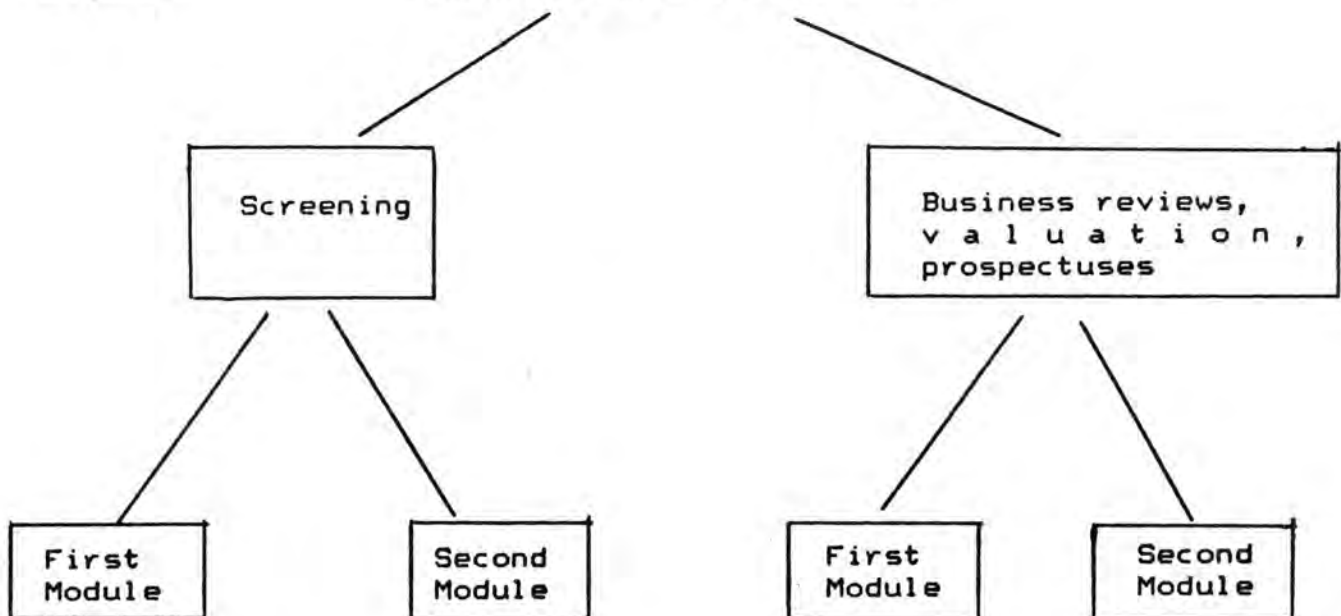 Screening
Business reviews,
v a l u a t i o n ,
prospectuses
First
Module
Second
Module
First
Module
Second
Module